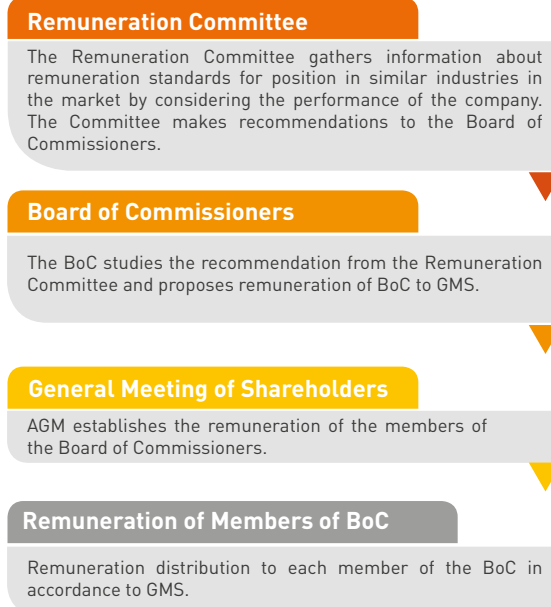 Remuneration Committee
The Remuneration Committee gathers information about
remuneration standards for position in similar industries in
the market by considering the performance of the company.
The Committee makes recommendations to the Board of
Commissioners.
Board of Commissioners
The BoC studies the recommendation from the Remuneration
Committee and proposes remuneration of BoC to GMS.
General Meeting of Shareholders
AGM establishes the remuneration of the members of
the Board of Commissioners.
Remuneration of Members of BoC
Remuneration distribution to each member of the BoC in
accordance to GMS.